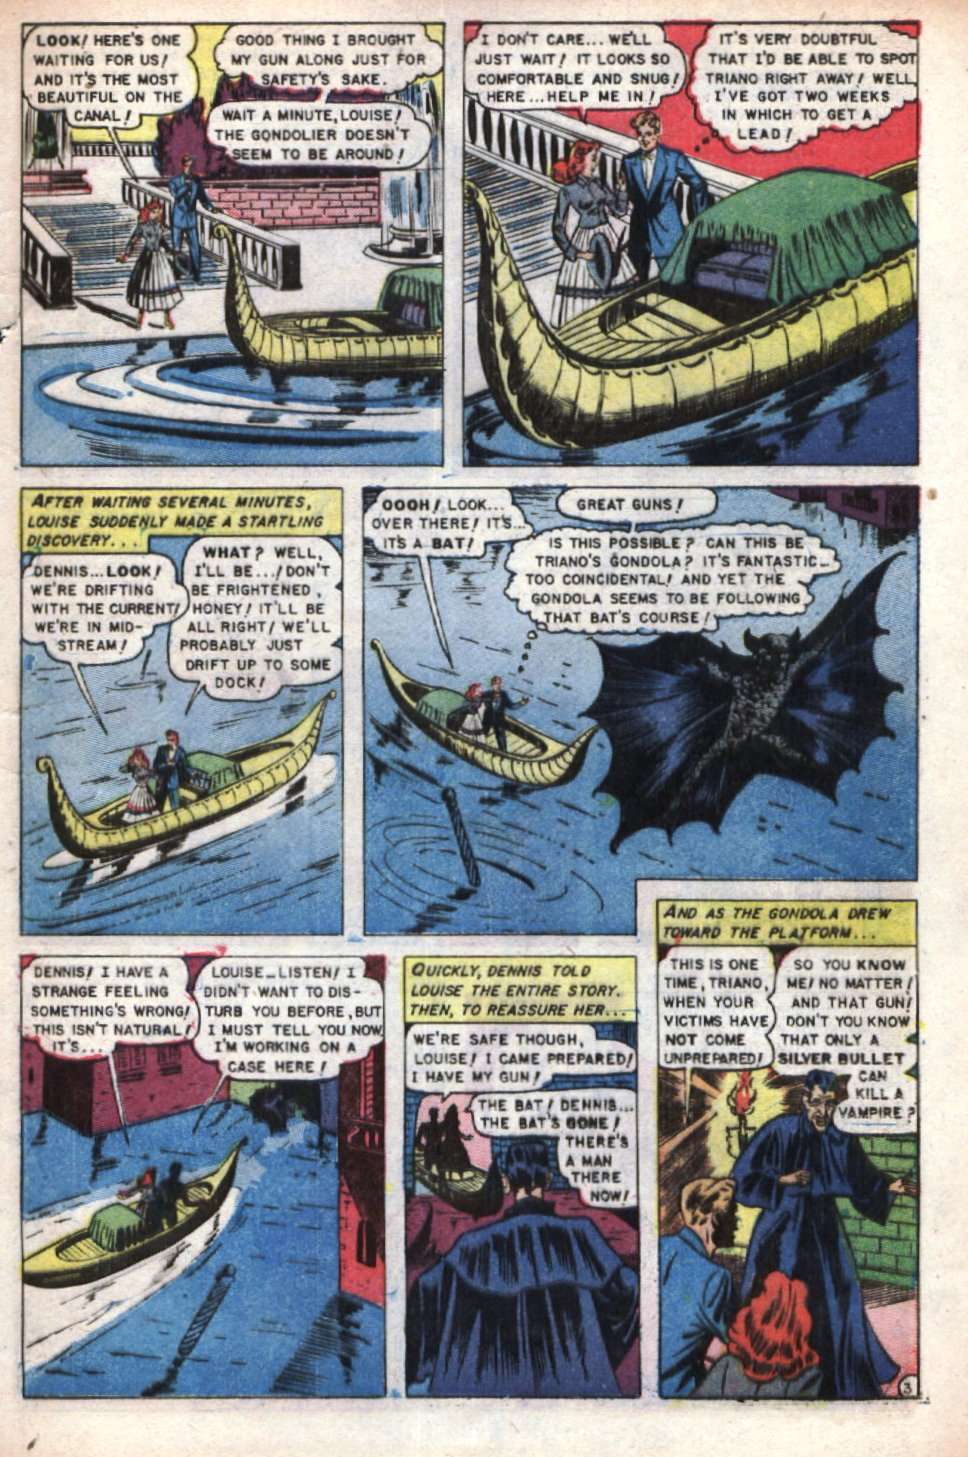 LOOK! HERE'S ONE
WAITING FOR US!
AND IT'S THE MOST
BEAUTIFUL ON THE
CANAL!
GOOD THING I BROUGHT
MY GUN ALONG JUST FOR
SAFETY'S SAKE.
WAIT A MINUTE, LOUISE!
THE GONDOLIER DOESN'T
SEEM TO BE AROUND!
I DON'T CARE... WE'LL
JUST WAIT! IT LOOKS SO
COMFORTABLE AND SNUG!
HERE... HELP ME IN!
IT'S VERY DOUBTFUL
THAT I'D BE ABLE TO SPOT
TRIANO RIGHT AWAY! WELL,
I'VE GOT TWO WEEKS
IN WHICH TO GET A
LEAD!
AFTER WAITING SEVERAL MINUTES,
LOUISE SUDDENLY MADE A STARTLING
DISCOVERY...
DENNIS... LOOK!
WE'RE DRIFTING
WITH THE CURRENT!
WE'RE IN MID-
STREAM!
WHAT? WELL,
I'LL BE...! DON'T
BE FRIGHTENED,
HONEY! IT'LL BE
ALL RIGHT! WE'LL
PROBABLY JUST
DRIFT UP TO SOME
DOCK!
OOOH! LOOK...
OVER THERE! IT'S...
IT'S A BAT!
GREAT GUNS!
IS THIS POSSIBLE? CAN THIS BE
TRIANO'S GONDOLA? IT'S FANTASTIC—
TOO COINCIDENTAL! AND YET THE
GONDOLA SEEMS TO BE FOLLOWING
THAT BAT'S COURSE!
DENNIS! I HAVE A
STRANGE FEELING
SOMETHING'S WRONG!
THIS ISN'T NATURAL!
IT'S...
LOUISE—LISTEN! I
DIDN'T WANT TO DIS-
TURB YOU BEFORE, BUT
I MUST TELL YOU NOW.
I'M WORKING ON A
CASE HERE!
QUICKLY, DENNIS TOLD
LOUISE THE ENTIRE STORY.
THEN, TO REASSURE HER...
WE'RE SAFE THOUGH,
LOUISE! I CAME PREPARED!
I HAVE MY GUN!
THE BAT! DENNIS...
THE BAT'S GONE!
THERE'S
A MAN
THERE
NOW!
AND AS THE GONDOLA DREW
TOWARD THE PLATFORM...
THIS IS ONE
TIME, TRIANO,
WHEN YOUR
VICTIMS HAVE
NOT COME
UNPREPARED!
SO YOU KNOW
ME! NO MATTER!
AND THAT GUN!
DON'T YOU KNOW
THAT ONLY A
SILVER BULLET
CAN
KILL A
VAMPIRE?
3